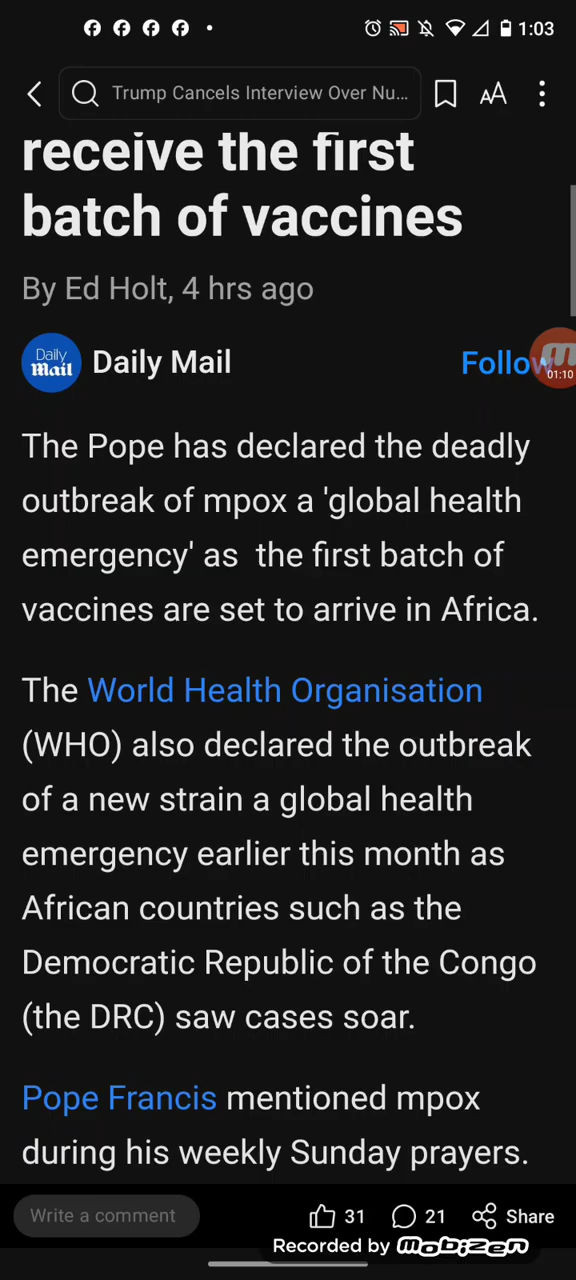 1:03
Trump Cancels Interview Over Nu...
AA
receive the first
batch of vaccines
By Ed Holt, 4 hrs ago
Daily
Mail
Daily Mail
Follow
01:10
The Pope has declared the deadly
outbreak of mpox a 'global health
emergency' as  the first batch of
vaccines are set to arrive in Africa.
The World Health Organisation
(WHO) also declared the outbreak
of a new strain a global health
emergency earlier this month as
African countries such as the
Democratic Republic of the Congo
(the DRC) saw cases soar.
Pope Francis mentioned mpox
during his weekly Sunday prayers.
Write a comment
31
21
Share
Recorded by mobizen